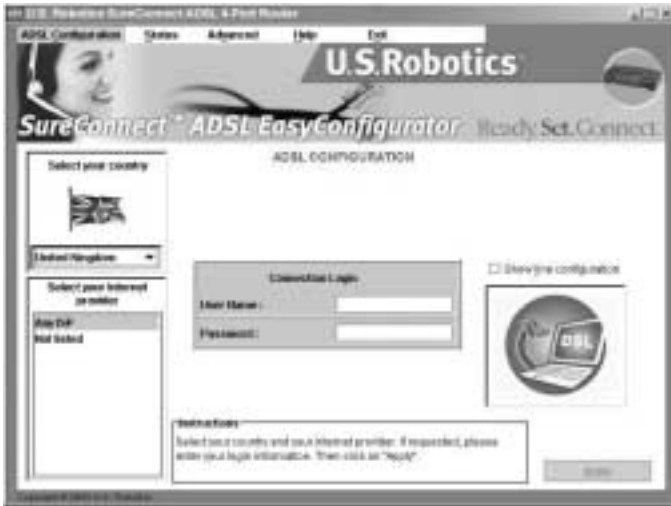 U.S. Robotics SureConnect ADSL 4-Port Router
ADSL Configuration Status Advanced Help Exit
U.S.Robotics
SureConnect™ ADSL EasyConfigurator Ready. Set. Connect.
ADSL CONFIGURATION
Select your country
United Kingdom
Select your Internet
provider
Any ISP
Not listed
Connection Login
User Name :
Password :
Show line configuration
DSL
Instructions
Select your country and your internet provider. If requested, please
enter your login information. Then click on "Apply".
Apply